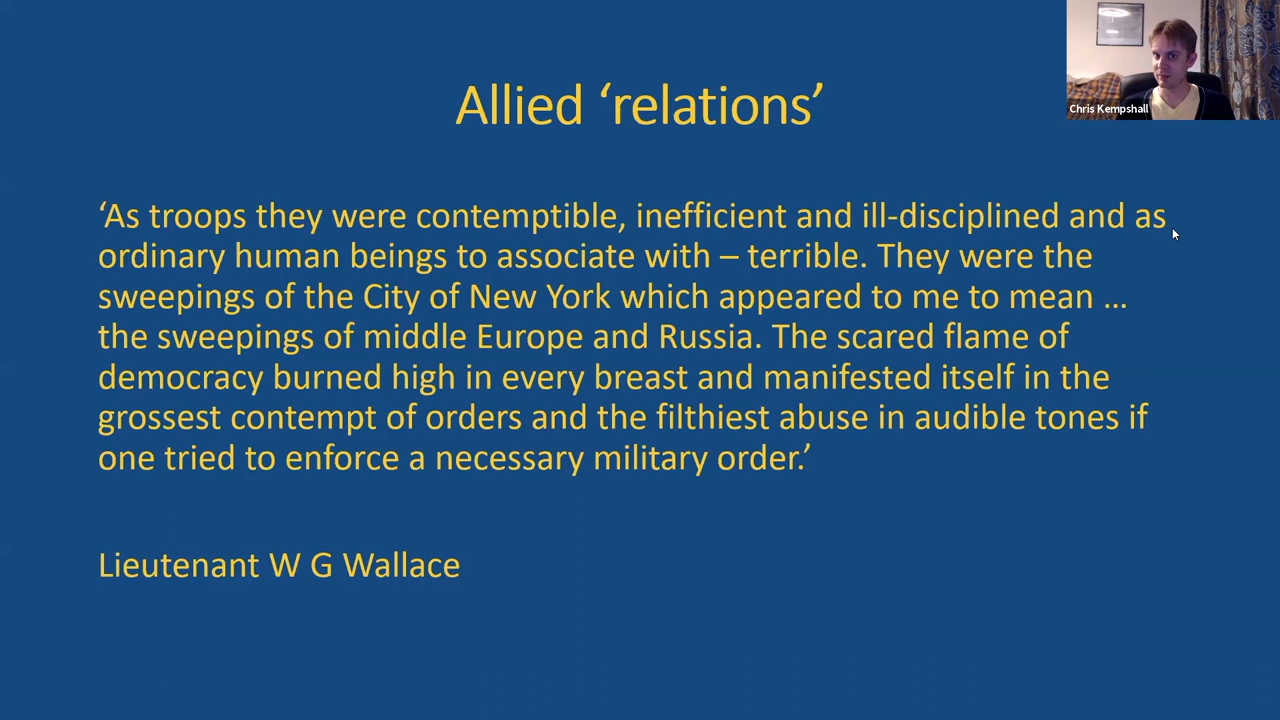 Allied ‘relations’
Chris Kempshall
‘As troops they were contemptible, inefficient and ill-disciplined and as
ordinary human beings to associate with – terrible. They were the
sweepings of the City of New York which appeared to me to mean …
the sweepings of middle Europe and Russia. The scared flame of
democracy burned high in every breast and manifested itself in the
grossest contempt of orders and the filthiest abuse in audible tones if
one tried to enforce a necessary military order.’
Lieutenant W G Wallace